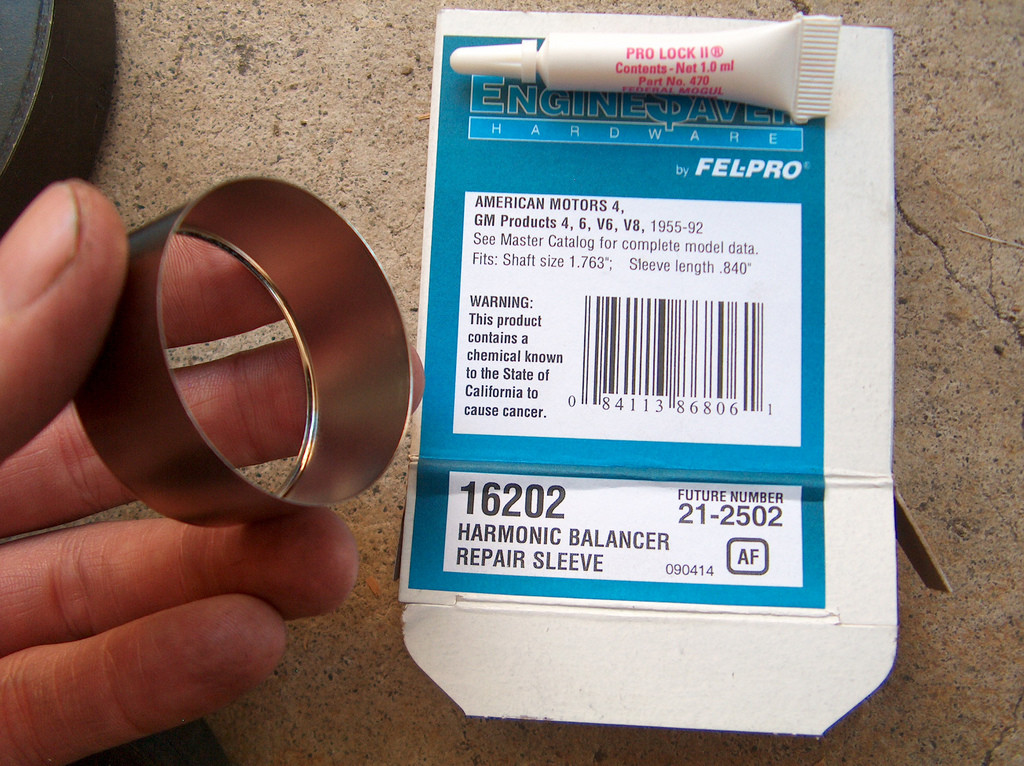 PRO LOCK II®
Contents - Net 1.0 ml
Part No. 470
FEDERAL MOGUL
ENGINE $AVER
HARDWARE
by FEL-PRO®
AMERICAN MOTORS 4,
GM Products 4, 6, V6, V8, 1955-92
See Master Catalog for complete model data.
Fits: Shaft size 1.763"; Sleeve length .840"
WARNING:
This product
contains a
chemical known
to the State of
California to
cause cancer.
0 84113 86806 1
16202
HARMONIC BALANCER
REPAIR SLEEVE
FUTURE NUMBER
21-2502
AF
090414